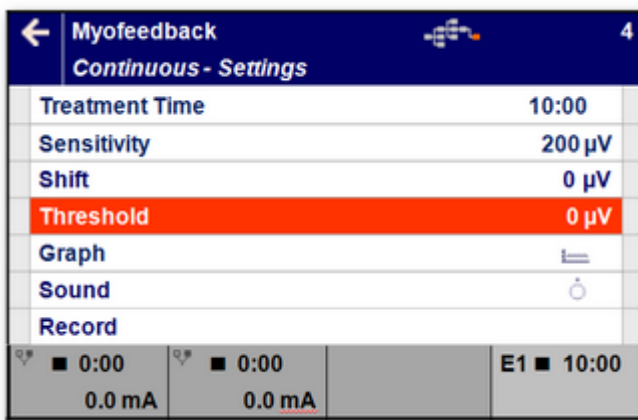 Myofeedback 4
Continuous - Settings
Treatment Time 10:00
Sensitivity 200 µV
Shift 0 µV
Threshold 0 µV
Graph
Sound
Record
0:00 0:00 E1 10:00
0.0 mA 0.0 mA